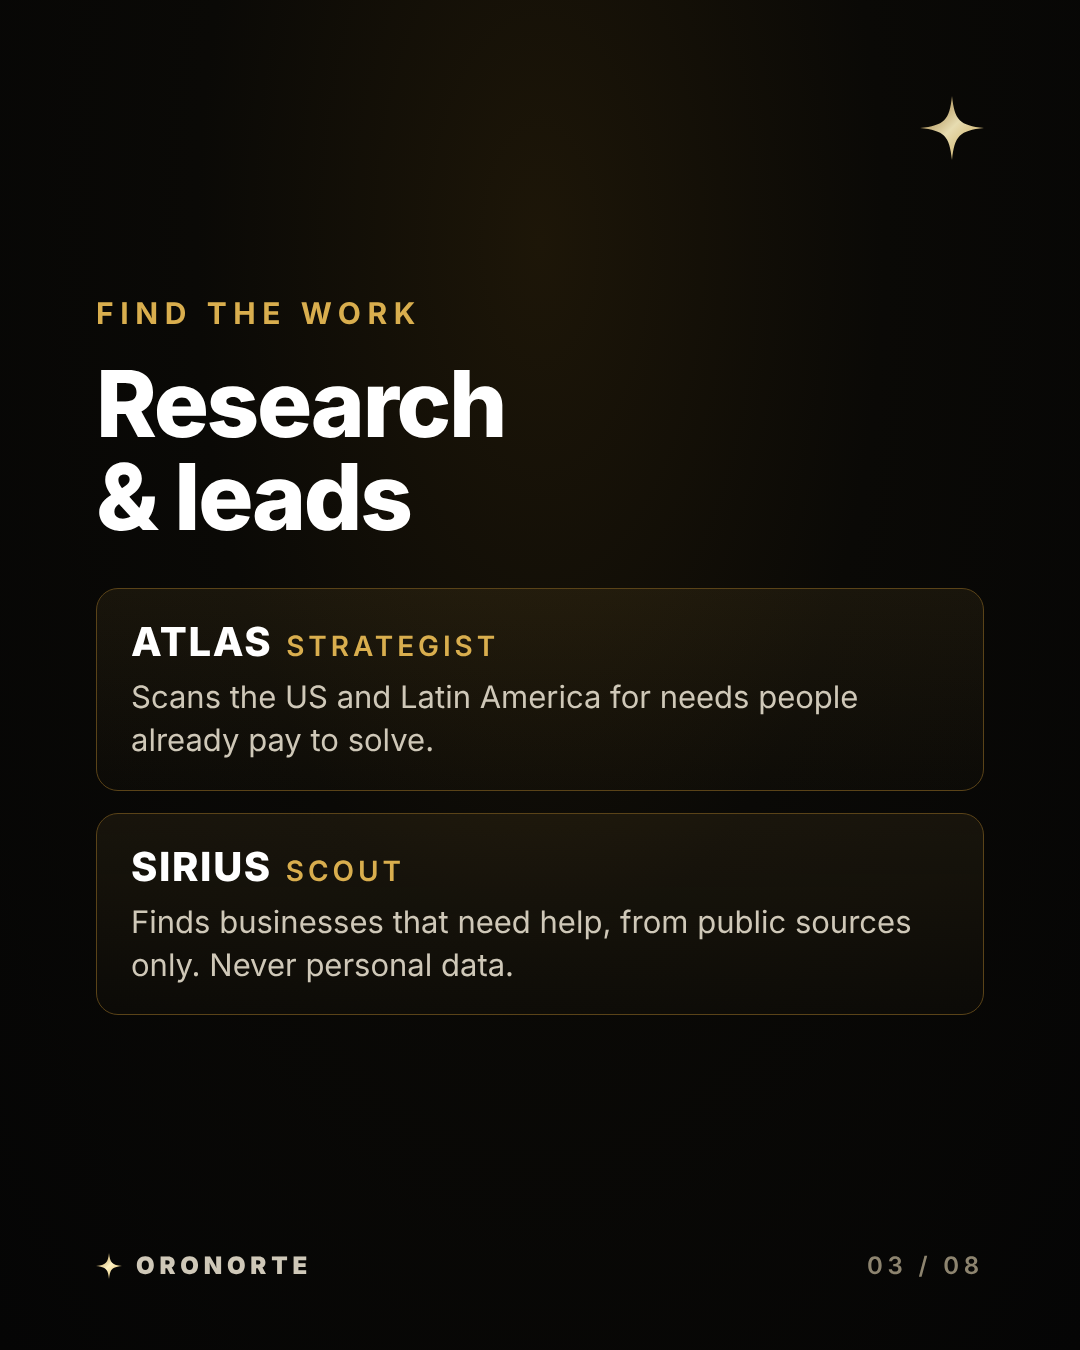 FIND THE WORK
Research
& leads
ATLAS STRATEGIST
Scans the US and Latin America for needs people
already pay to solve.
SIRIUS SCOUT
Finds businesses that need help, from public sources
only. Never personal data.
ORONORTE
03 / 08